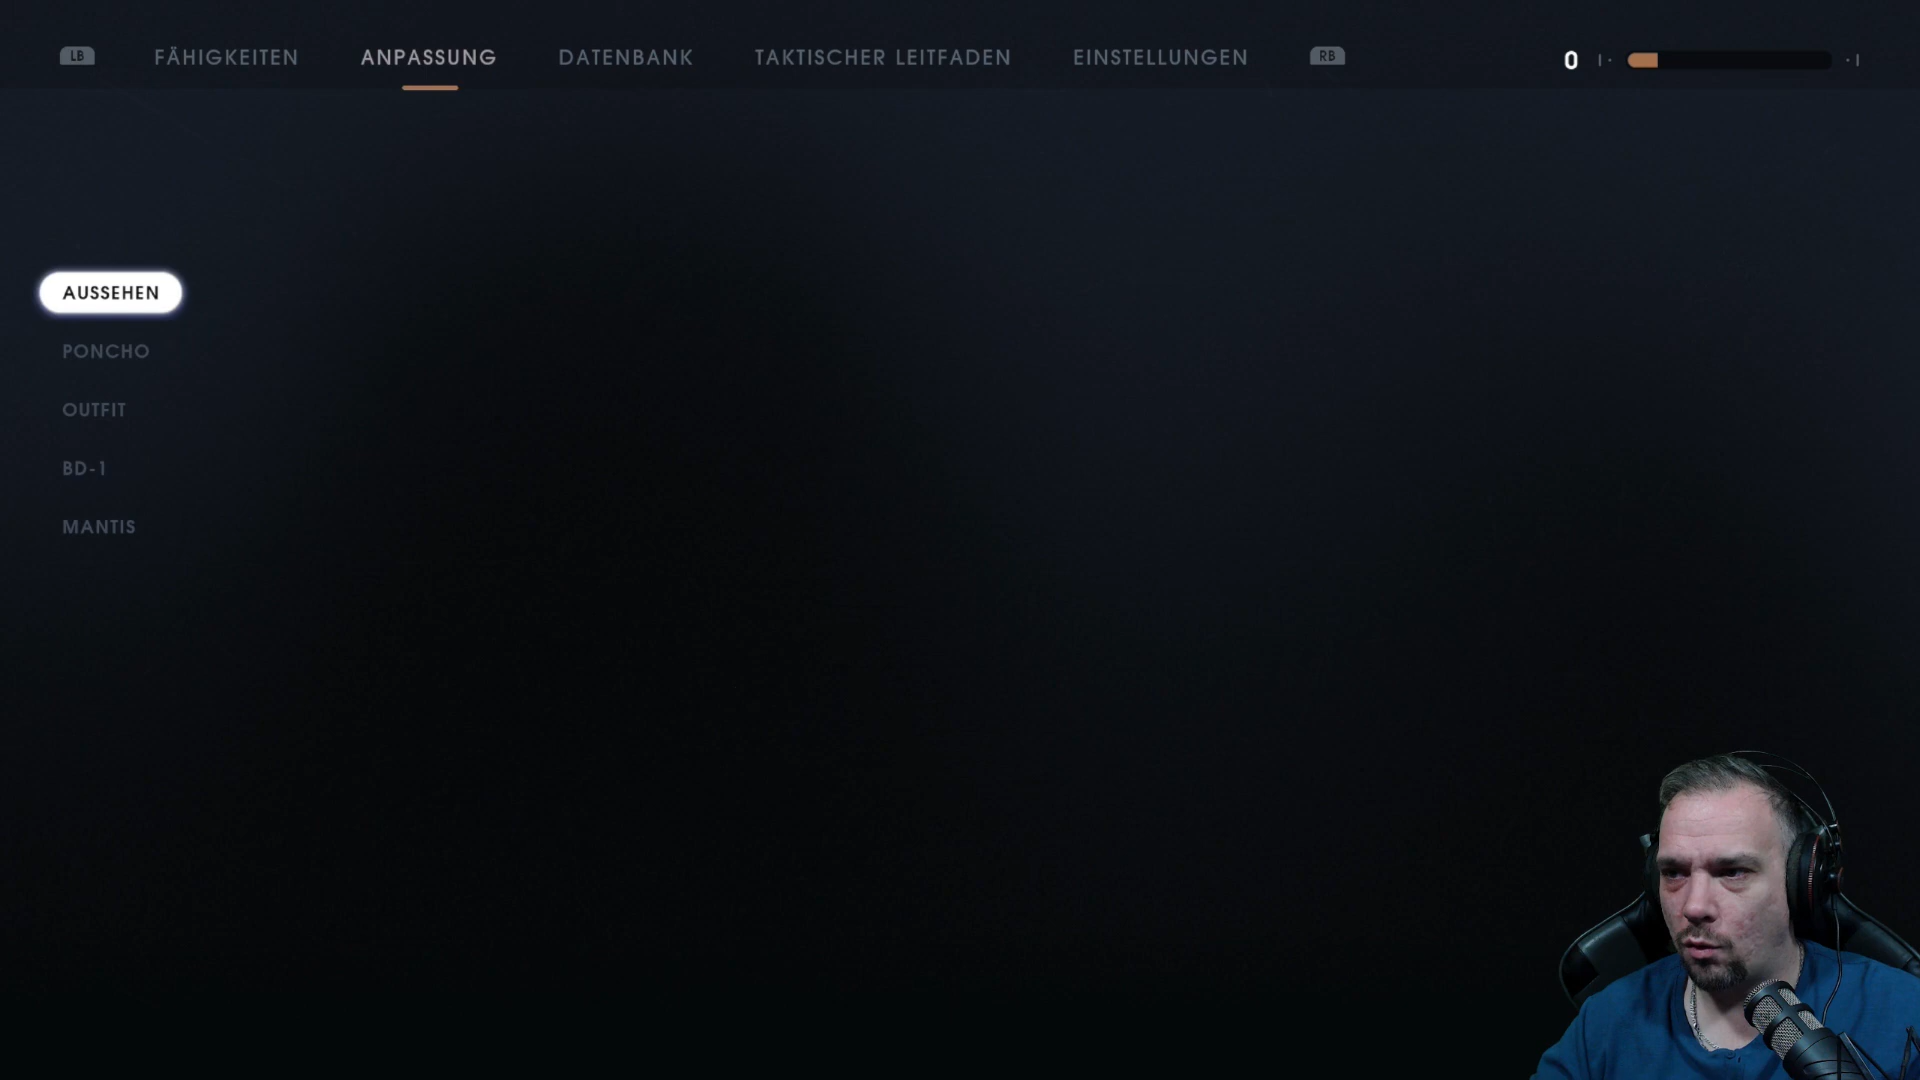 LB FÄHIGKEITEN ANPASSUNG DATENBANK TAKTISCHER LEITFADEN EINSTELLUNGEN RB 0
AUSSEHEN
PONCHO
OUTFIT
BD-1
MANTIS